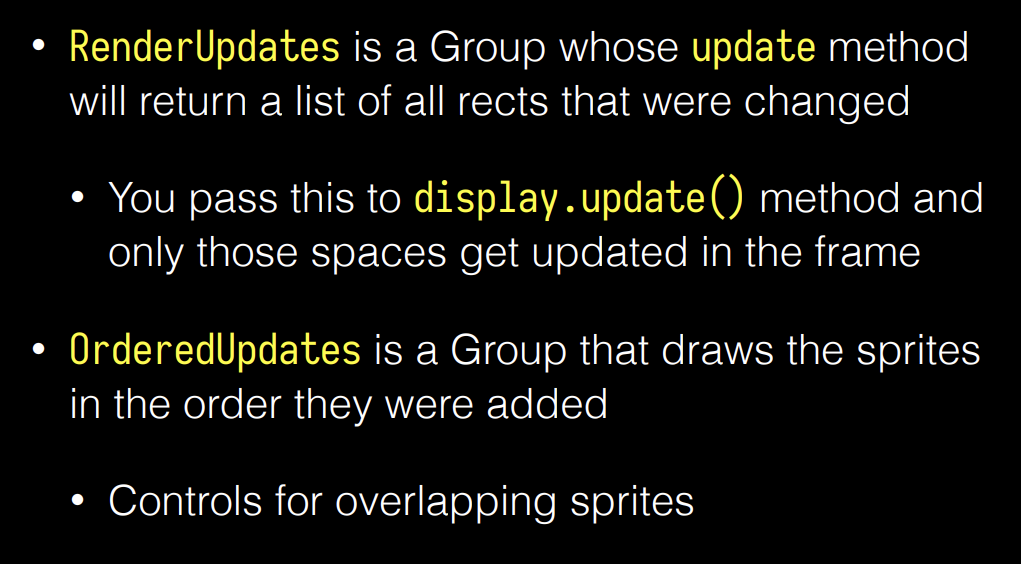 • RenderUpdates is a Group whose update method
will return a list of all rects that were changed
• You pass this to display.update() method and
only those spaces get updated in the frame
• OrderedUpdates is a Group that draws the sprites
in the order they were added
• Controls for overlapping sprites